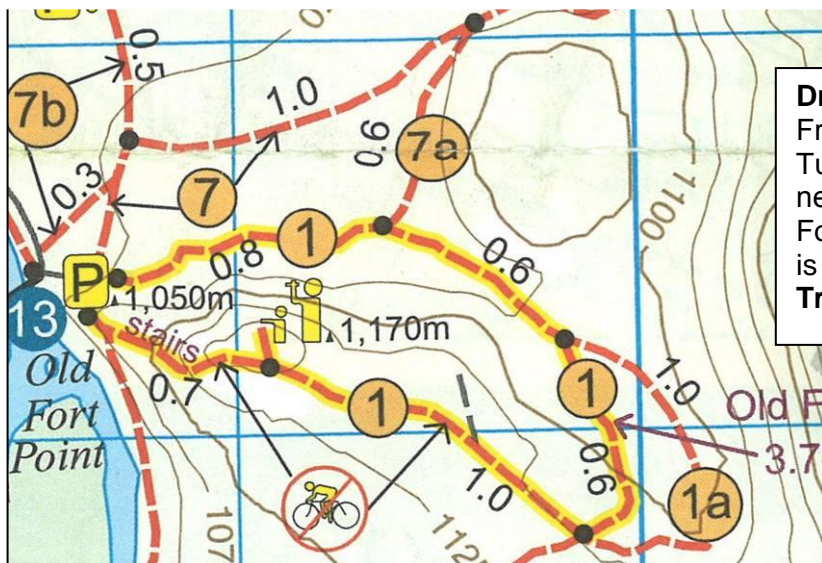 0.5
7b
1.0
0.3
7
0.6
7a
1
0.8
0.6
1100
P
1,050m
13
stairs
1,170m
Old
Fort
Point
0.7
1
1
1.0
Old F
3.7
1.0
0.6
1a
107
1125
Dr
Fr
Tu
ne
Fo
is
Tr